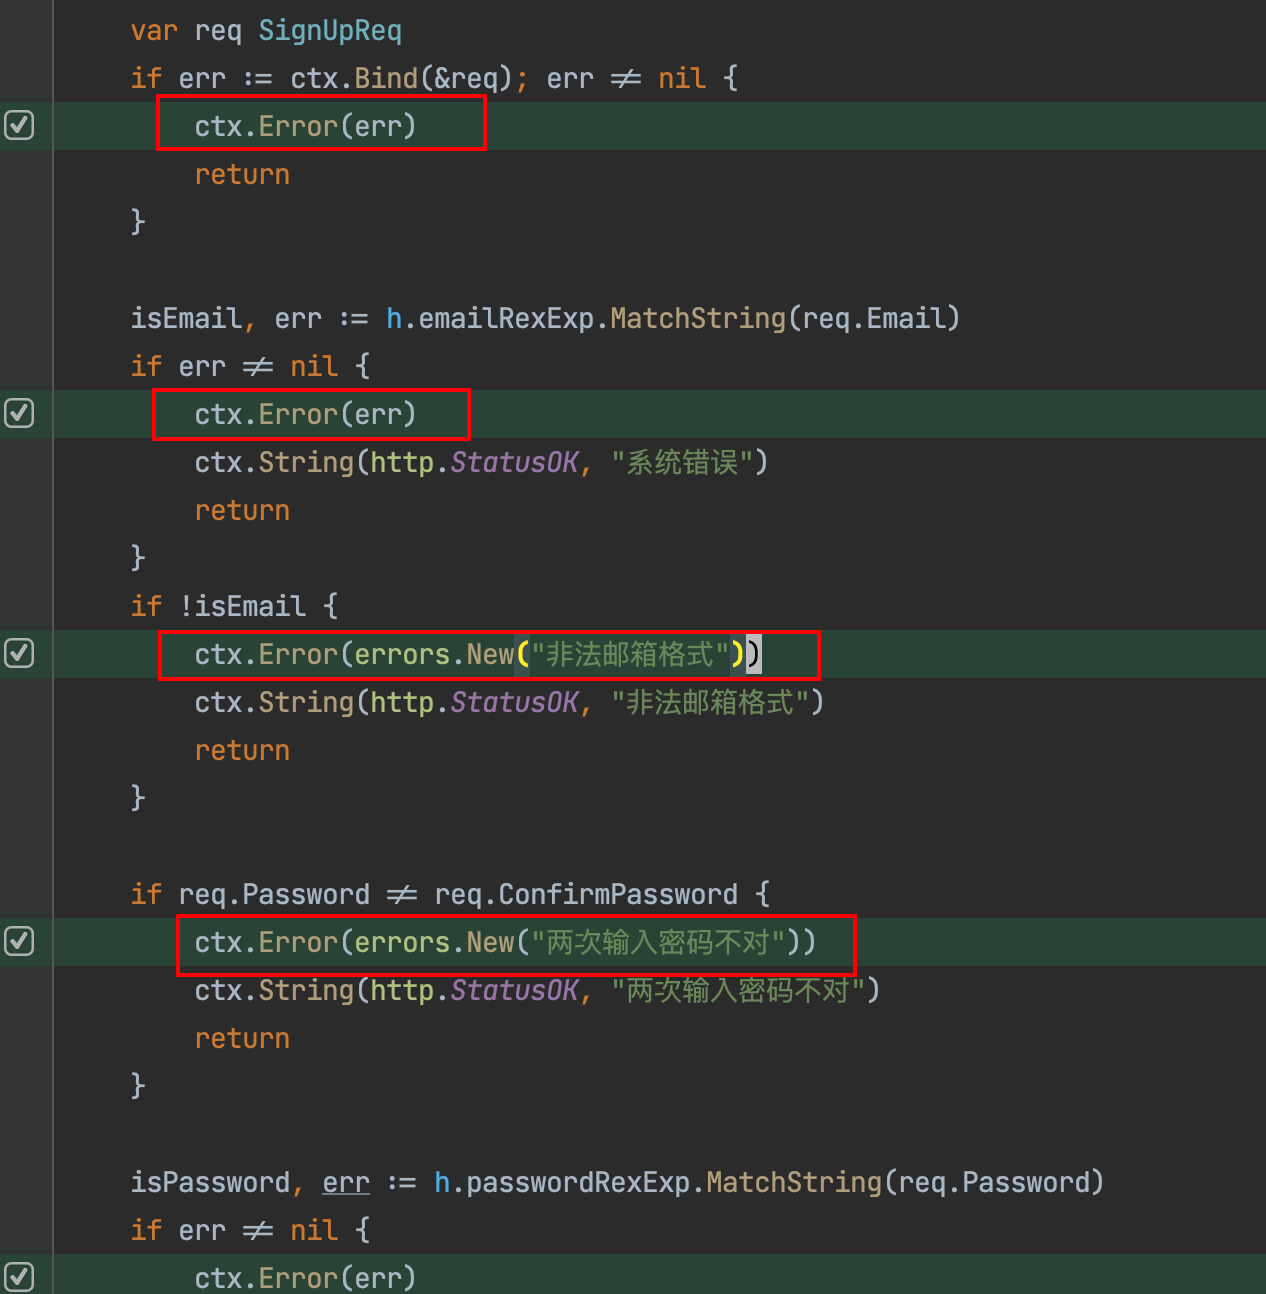 var req SignUpReq
if err := ctx.Bind(&req); err != nil {
ctx.Error(err)
return
}
isEmail, err := h.emailRexExp.MatchString(req.Email)
if err != nil {
ctx.Error(err)
ctx.String(http.StatusOK, "系统错误")
return
}
if !isEmail {
ctx.Error(errors.New("非法邮箱格式"))
ctx.String(http.StatusOK, "非法邮箱格式")
return
}
if req.Password != req.ConfirmPassword {
ctx.Error(errors.New("两次输入密码不对"))
ctx.String(http.StatusOK, "两次输入密码不对")
return
}
isPassword, err := h.passwordRexExp.MatchString(req.Password)
if err != nil {
ctx.Error(err)